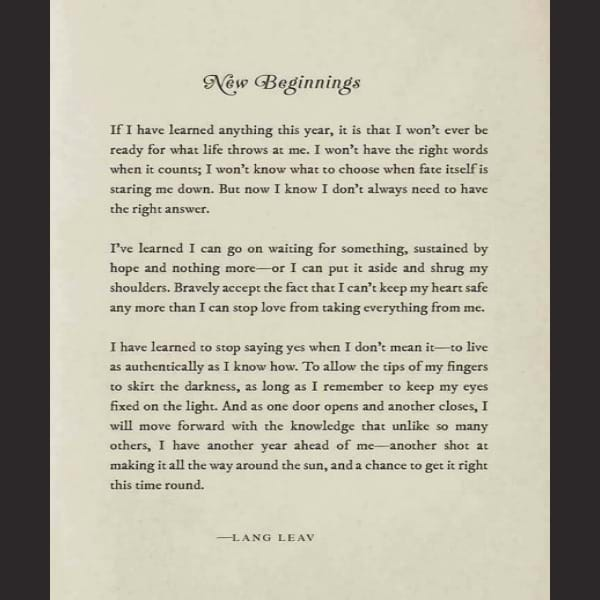 New Beginnings
If I have learned anything this year, it is that I won't ever be
ready for what life throws at me. I won't have the right words
when it counts; I won't know what to choose when fate itself is
staring me down. But now I know I don't always need to have
the right answer.
I've learned I can go on waiting for something, sustained by
hope and nothing more—or I can put it aside and shrug my
shoulders. Bravely accept the fact that I can't keep my heart safe
any more than I can stop love from taking everything from me.
I have learned to stop saying yes when I don't mean it—to live
as authentically as I know how. To allow the tips of my fingers
to skirt the darkness, as long as I remember to keep my eyes
fixed on the light. And as one door opens and another closes, I
will move forward with the knowledge that unlike so many
others, I have another year ahead of me—another shot at
making it all the way around the sun, and a chance to get it right
this time round.
—LANG LEAV